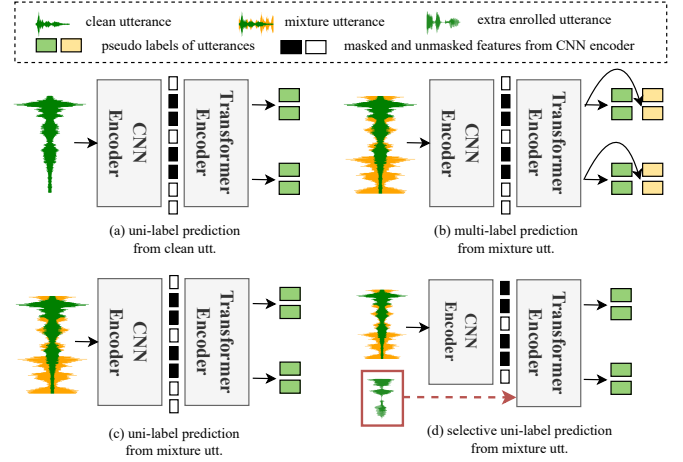 clean utterance
mixture utterance
extra enrolled utterance
pseudo labels of utterances
masked and unmasked features from CNN encoder
CNN
Encoder
Transformer
Encoder
(a) uni-label prediction
from clean utt.
CNN
Encoder
Transformer
Encoder
(b) multi-label prediction
from mixture utt.
CNN
Encoder
Transformer
Encoder
(c) uni-label prediction
from mixture utt.
CNN
Encoder
Transformer
Encoder
(d) selective uni-label prediction
from mixture utt.